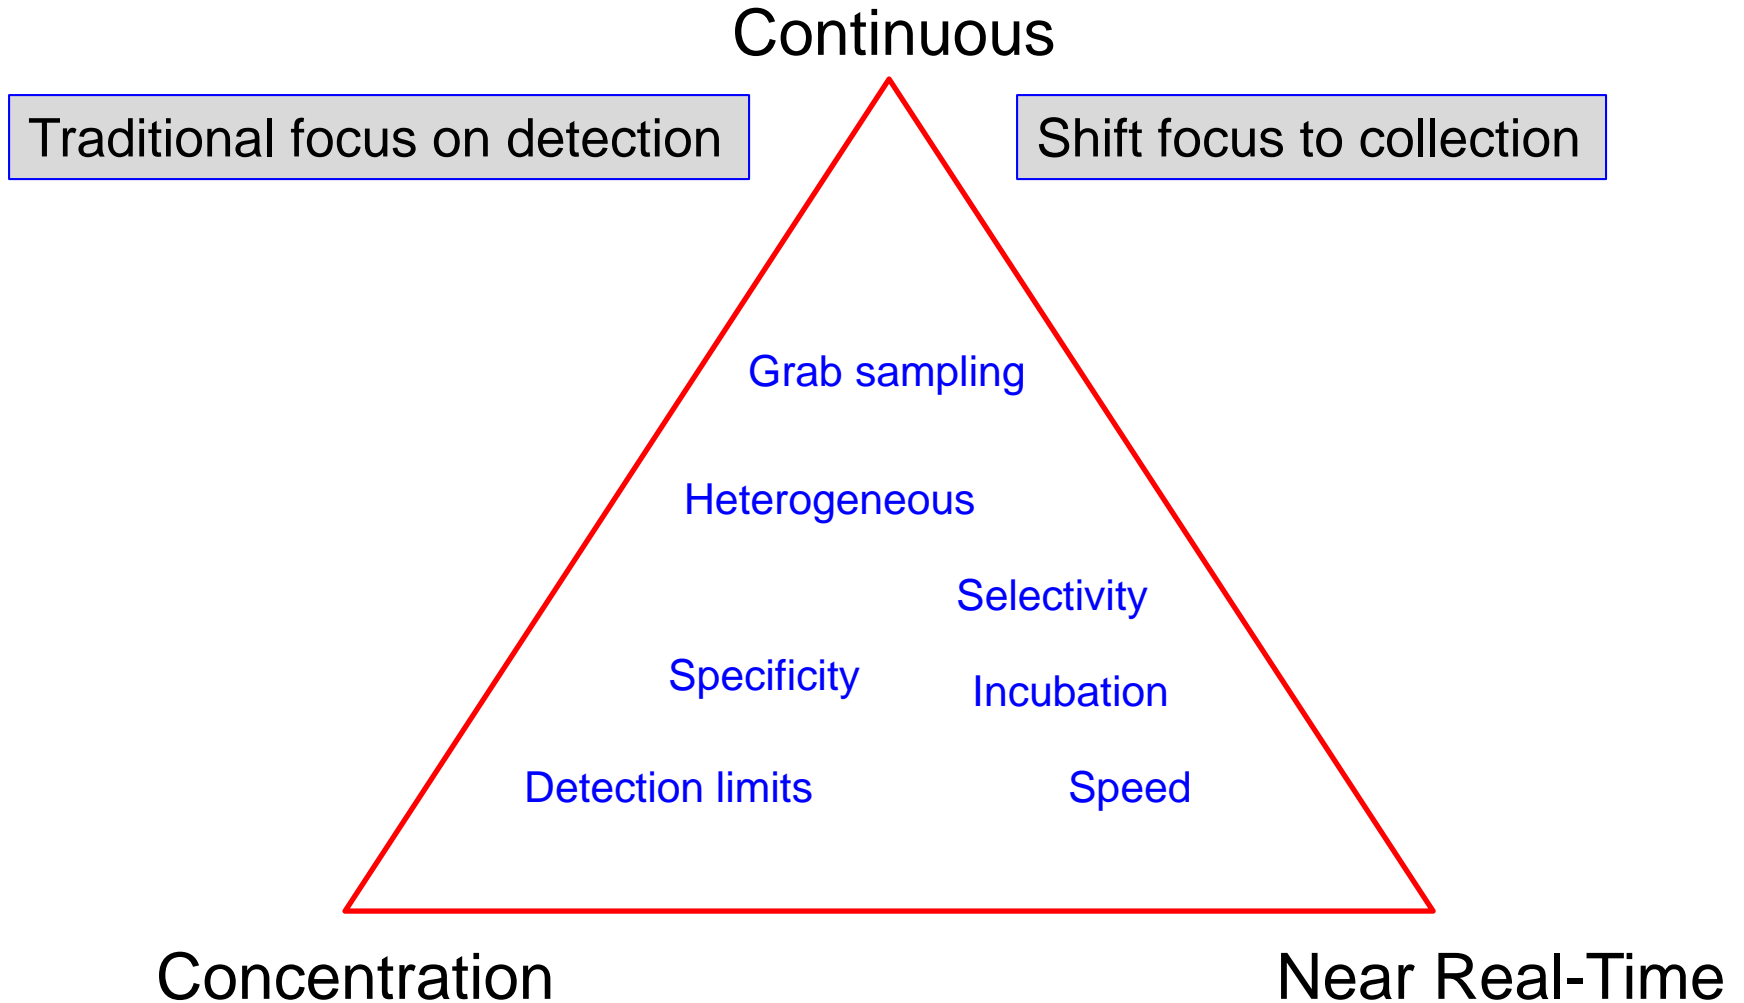 Continuous
Traditional focus on detection
Shift focus to collection
Grab sampling
Heterogeneous
Selectivity
Specificity
Incubation
Detection limits
Speed
Concentration
Near Real-Time